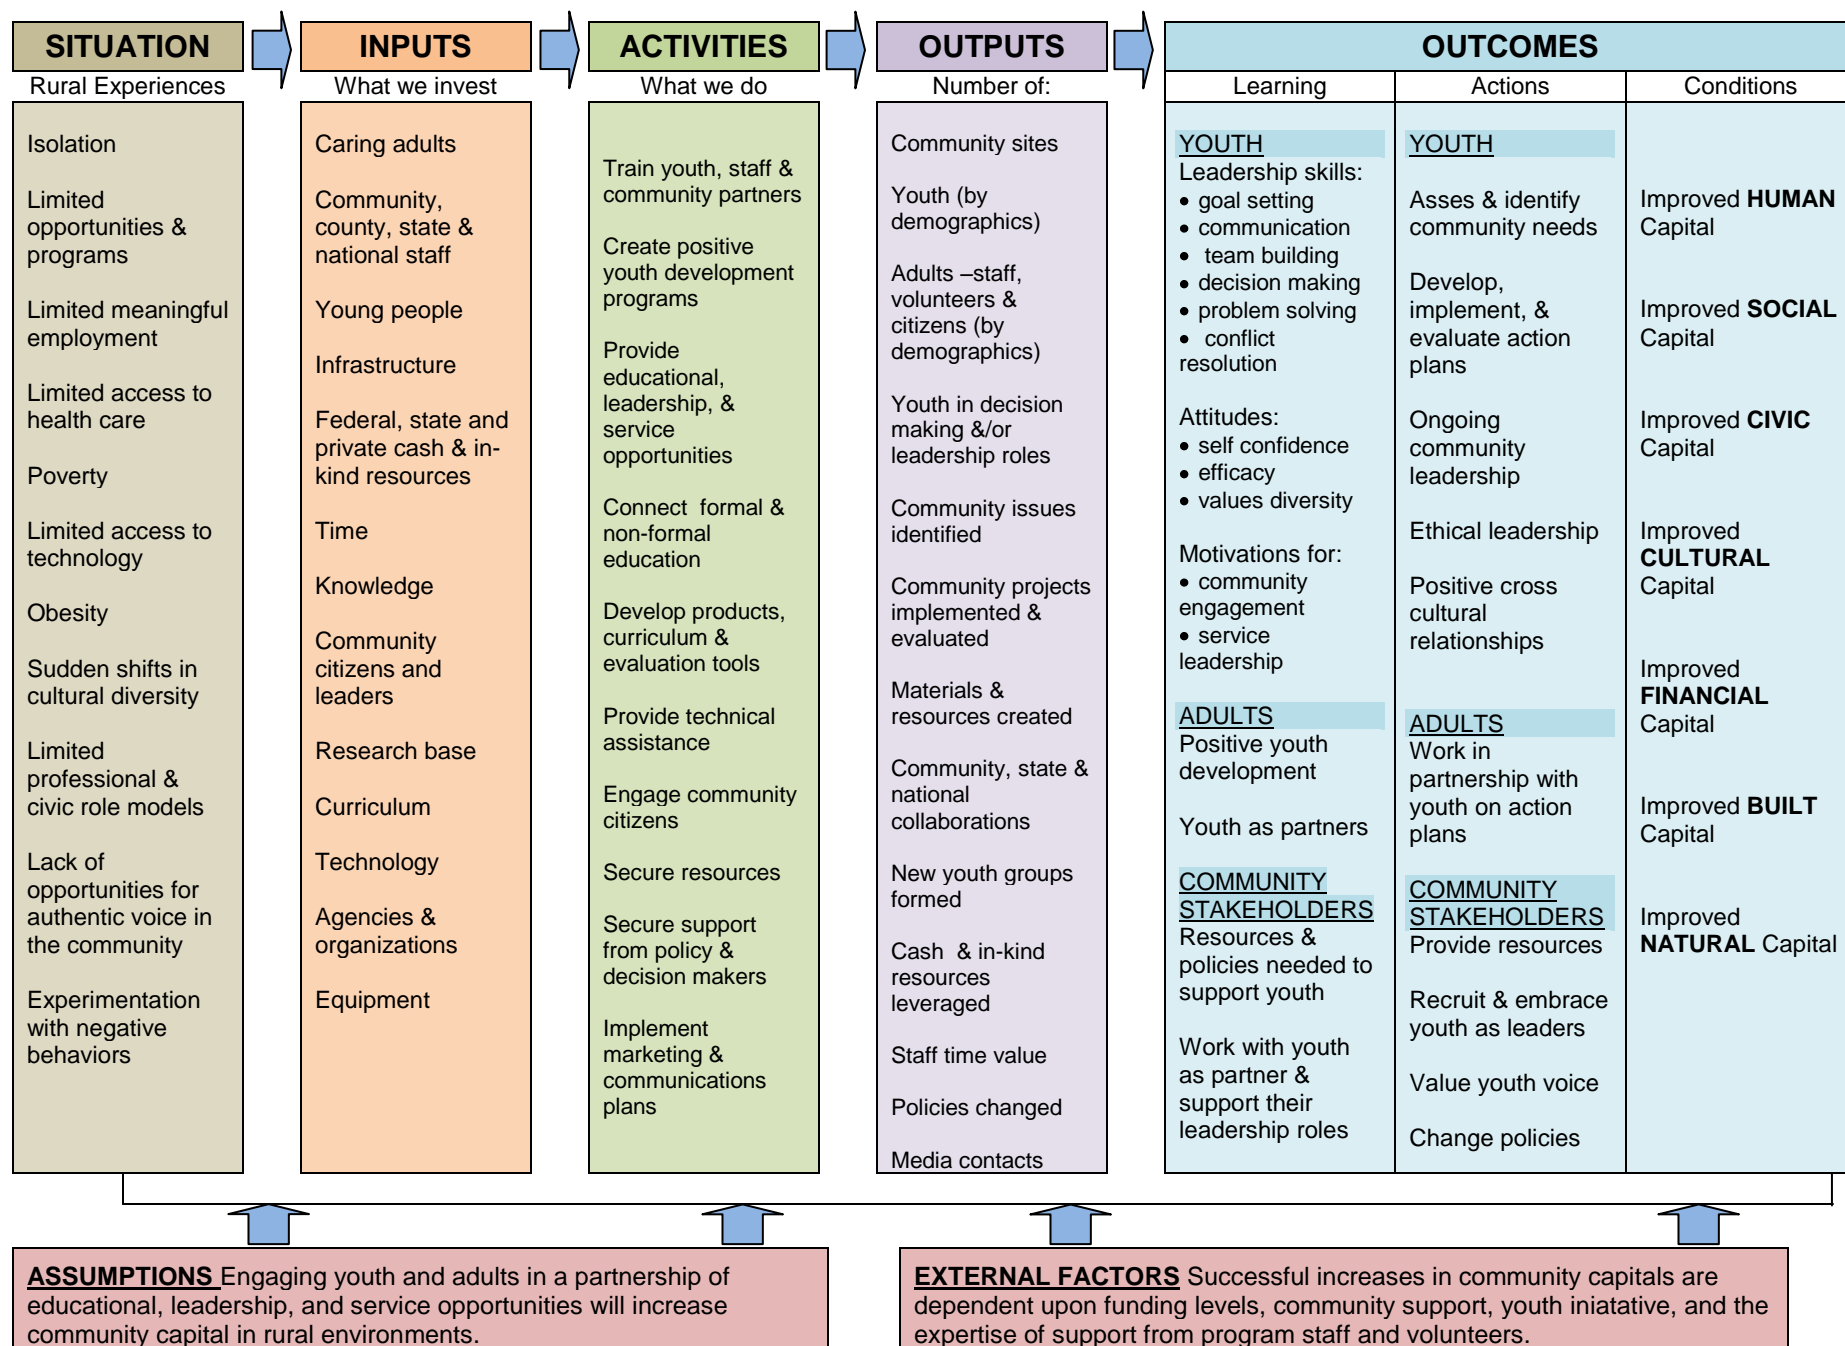 SITUATION
Rural Experiences
Isolation
Limited
opportunities &
programs
Limited meaningful
employment
Limited access to
health care
Poverty
Limited access to
technology
Obesity
Sudden shifts in
cultural diversity
Limited
professional &
civic role models
Lack of
opportunities for
authentic voice in
the community
Experimentation
with negative
behaviors
INPUTS
What we invest
Caring adults
Community,
county, state &
national staff
Young people
Infrastructure
Federal, state and
private cash & in-
kind resources
Time
Knowledge
Community
citizens and
leaders
Research base
Curriculum
Technology
Agencies &
organizations
Equipment
ACTIVITIES
What we do
Train youth, staff &
community partners
Create positive
youth development
programs
Provide
educational,
leadership, &
service
opportunities
Connect formal &
non-formal
education
Develop products,
curriculum &
evaluation tools
Provide technical
assistance
Engage community
citizens
Secure resources
Secure support
from policy &
decision makers
Implement
marketing &
communications
plans
OUTPUTS
Number of:
Community sites
Youth (by
demographics)
Adults –staff,
volunteers &
citizens (by
demographics)
Youth in decision
making &/or
leadership roles
Community issues
identified
Community projects
implemented &
evaluated
Materials &
resources created
Community, state &
national
collaborations
New youth groups
formed
Cash & in-kind
resources
leveraged
Staff time value
Policies changed
Media contacts
OUTCOMES
Learning
YOUTH
Leadership skills:
• goal setting
• communication
• team building
• decision making
• problem solving
• conflict
resolution
Attitudes:
• self confidence
• efficacy
• values diversity
Motivations for:
• community
engagement
• service
leadership
ADULTS
Positive youth
development
Youth as partners
COMMUNITY
STAKEHOLDERS
Resources &
policies needed to
support youth
Work with youth
as partner &
support their
leadership roles
Actions
YOUTH
Asses & identify
community needs
Develop,
implement, &
evaluate action
plans
Ongoing
community
leadership
Ethical leadership
Positive cross
cultural
relationships
ADULTS
Work in
partnership with
youth on action
plans
COMMUNITY
STAKEHOLDERS
Provide resources
Recruit & embrace
youth as leaders
Value youth voice
Change policies
Conditions
Improved HUMAN
Capital
Improved SOCIAL
Capital
Improved CIVIC
Capital
Improved
CULTURAL
Capital
Improved
FINANCIAL
Capital
Improved BUILT
Capital
Improved
NATURAL Capital
ASSUMPTIONS Engaging youth and adults in a partnership of
educational, leadership, and service opportunities will increase
community capital in rural environments.
EXTERNAL FACTORS Successful increases in community capitals are
dependent upon funding levels, community support, youth iniatative, and the
expertise of support from program staff and volunteers.